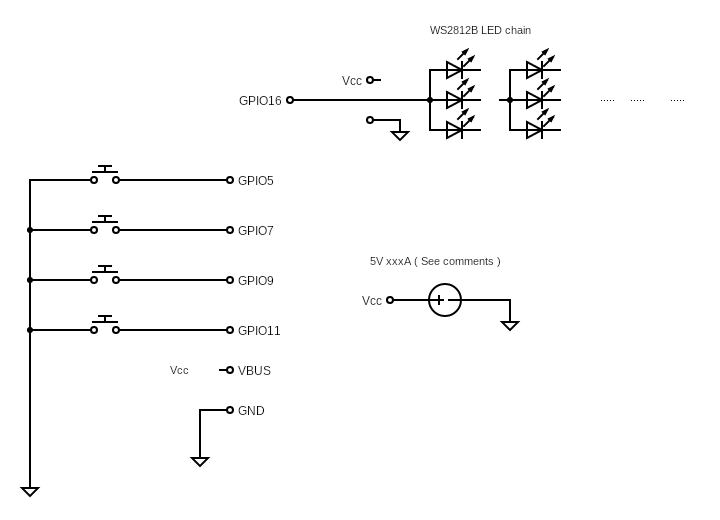 WS2812B LED chain
Vcc
GPIO16
GPIO5
GPIO7
GPIO9
5V xxxA ( See comments )
Vcc
GPIO11
Vcc VBUS
GND